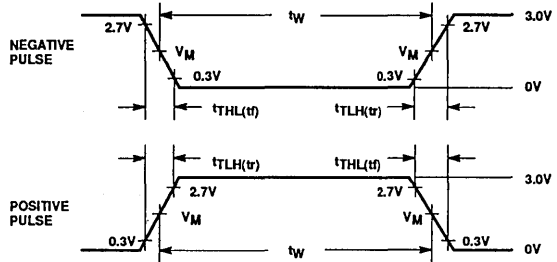 tW
3.0V
2.7V
2.7V
NEGATIVE
PULSE
VM
VM
0.3V
0.3V
0V
tTHL(tf)
tTLH(tr)
tTLH(tr)
tTHL(tf)
3.0V
2.7V
2.7V
POSITIVE
PULSE
VM
VM
0.3V
0.3V
tW
0V